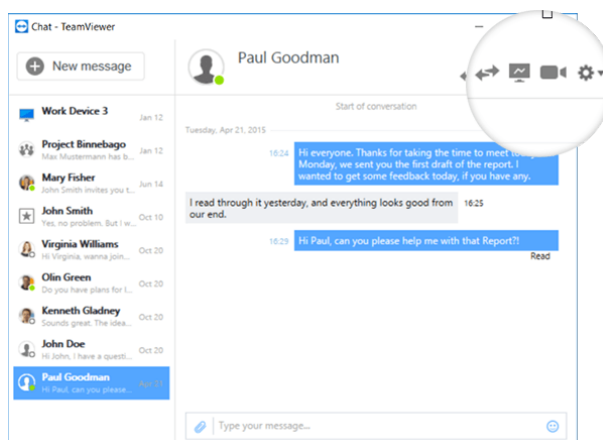 Chat - TeamViewer
New message
Paul Goodman
Work Device 3
Jan 12
Project Binnebago
Jan 12
Max Mustermann has b...
Mary Fisher
Jun 14
John Smith invites you t...
John Smith
Oct 10
Yes, no problem. But I w...
Virginia Williams
Oct 20
Hi Virginia, wanna join...
Olin Green
Oct 20
Do you have plans for l...
Kenneth Gladney
Oct 20
Sounds great. The idea...
John Doe
Oct 20
Hi John, I have a questi...
Paul Goodman
Hi Paul, can you please...
Start of conversation
Tuesday, Apr 21, 2015
16:24
Hi everyone. Thanks for taking the time to meet
Monday, we sent you the first draft of the report. I
wanted to get some feedback today, if you have any.
I read through it yesterday, and everything looks good from
our end.
16:25
16:29
Hi Paul, can you please help me with that Report?!
Read
Type your message...